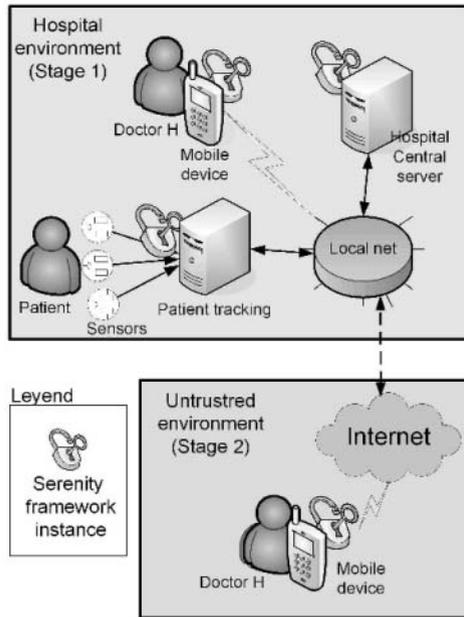 Hospital
environment
(Stage 1)
Doctor H
Mobile
device
Hospital
Central
server
Local net
Patient
Sensors
Patient tracking
Leyend
Serenity
framework
instance
Untrustred
environment
(Stage 2)
Internet
Doctor H
Mobile
device